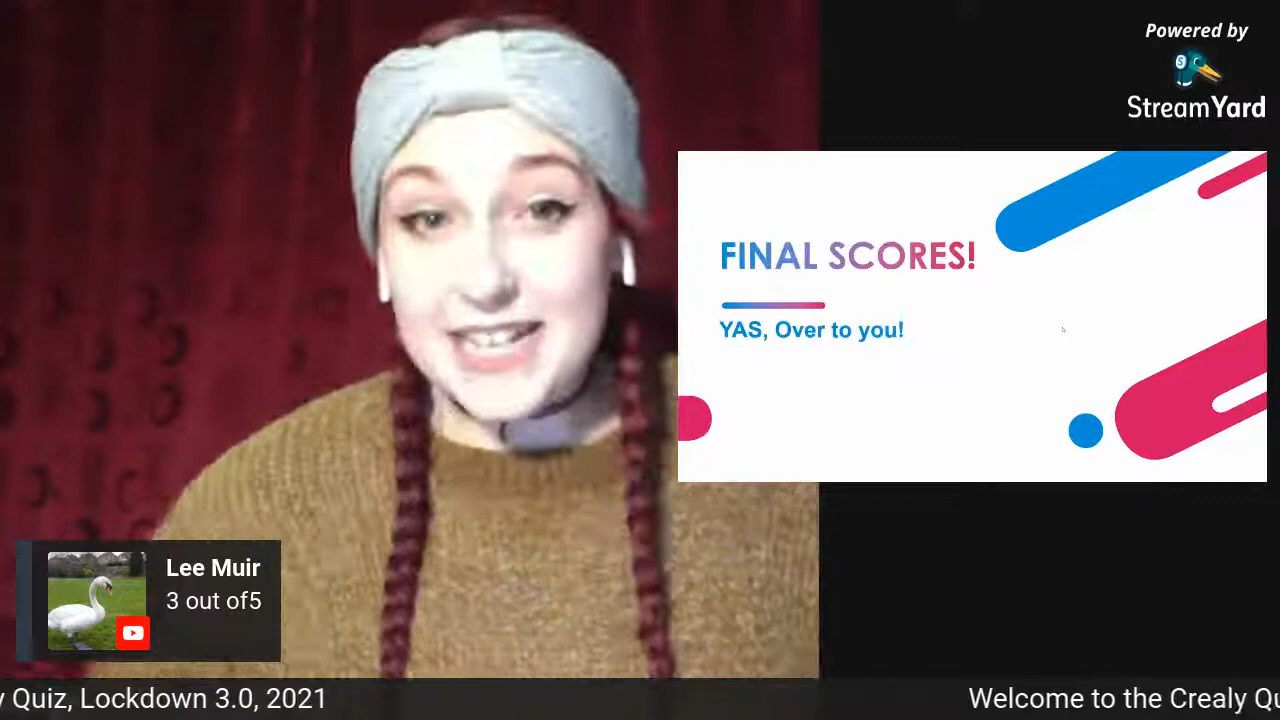 Powered by
StreamYard
FINAL SCORES!
YAS, Over to you!
Lee Muir
3 out of5
y Quiz, Lockdown 3.0, 2021
Welcome to the Crealy Qu